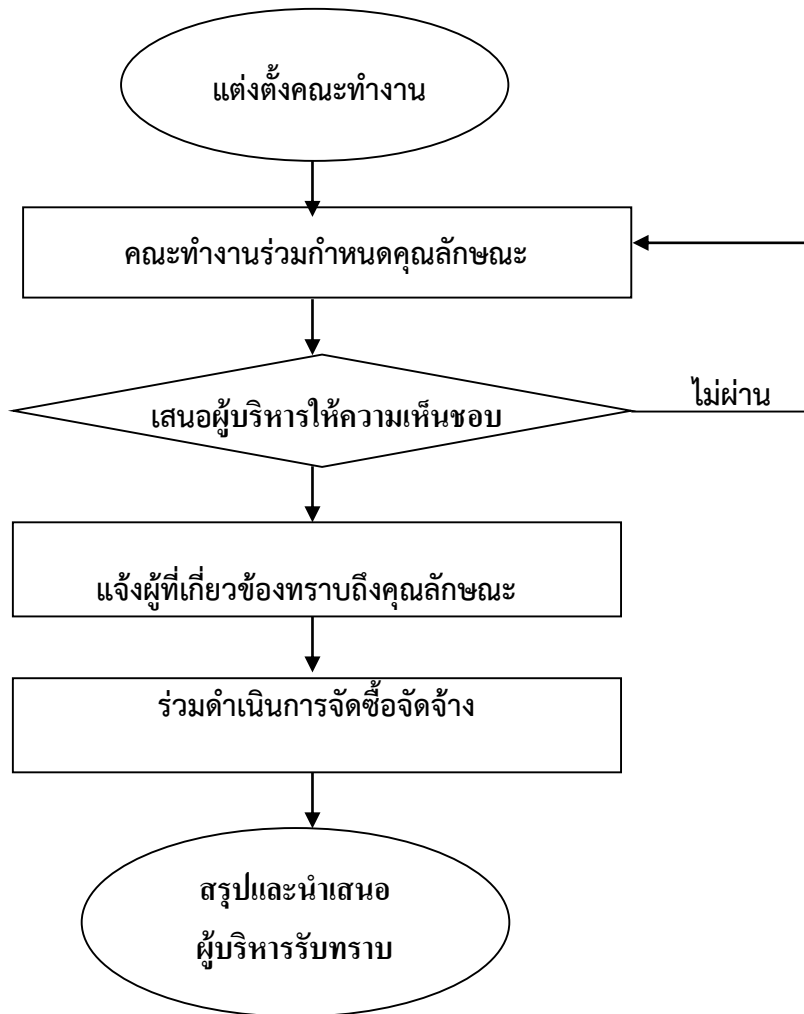 แต่งตั้งคณะทำงาน
คณะทำงานร่วมกำหนดคุณลักษณะ
เสนอผู้บริหารให้ความเห็นชอบ
ไม่ผ่าน
แจ้งผู้ที่เกี่ยวข้องทราบถึงคุณลักษณะ
ร่วมดำเนินการจัดซื้อจัดจ้าง
สรุปและนำเสนอ
ผู้บริหารรับทราบ